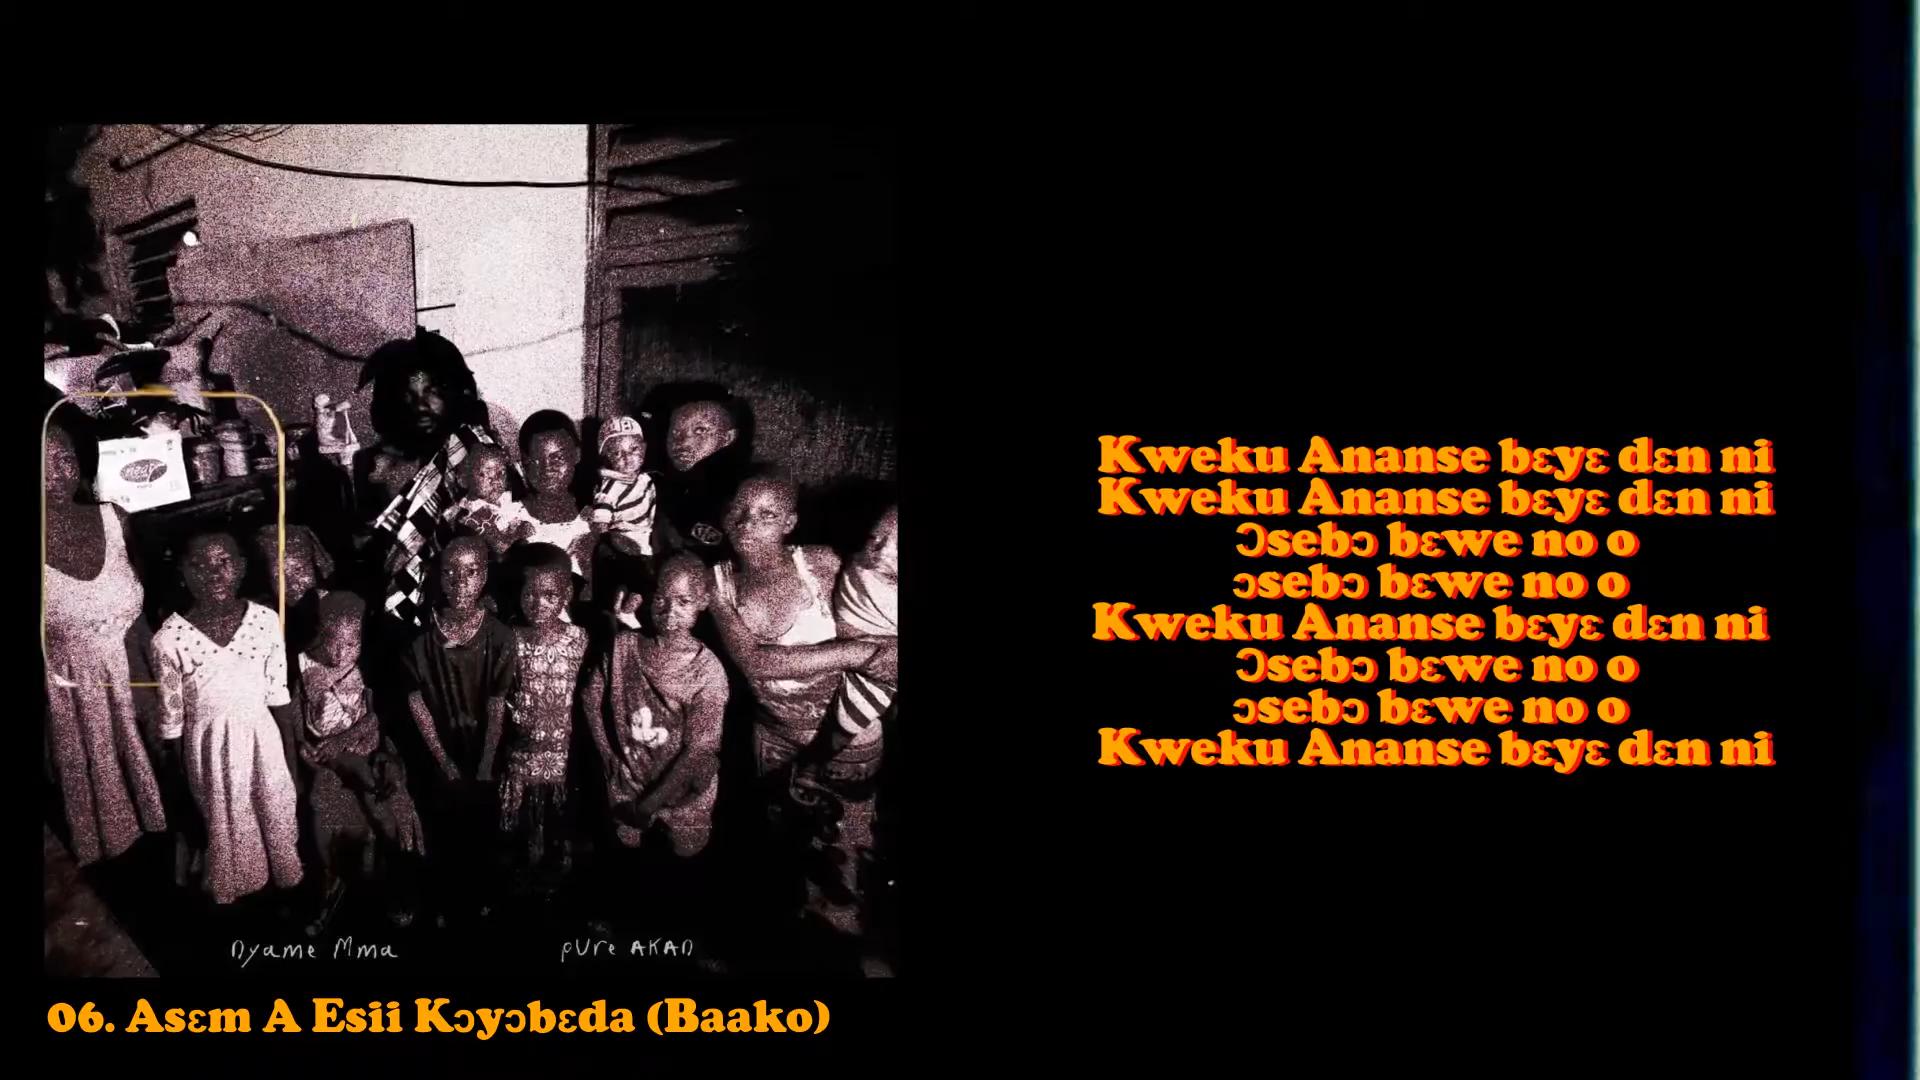 Kweku Ananse bɛyɛ dɛn ni
Kweku Ananse bɛyɛ dɛn ni
Ɔsebɔ bɛwe no o
ɔsebɔ bɛwe no o
Kweku Ananse bɛyɛ dɛn ni
Ɔsebɔ bɛwe no o
ɔsebɔ bɛwe no o
Kweku Ananse bɛyɛ dɛn ni
nyame Mma
pUre AKAN
06. Asɛm A Esii Kɔyɔbɛda (Baako)